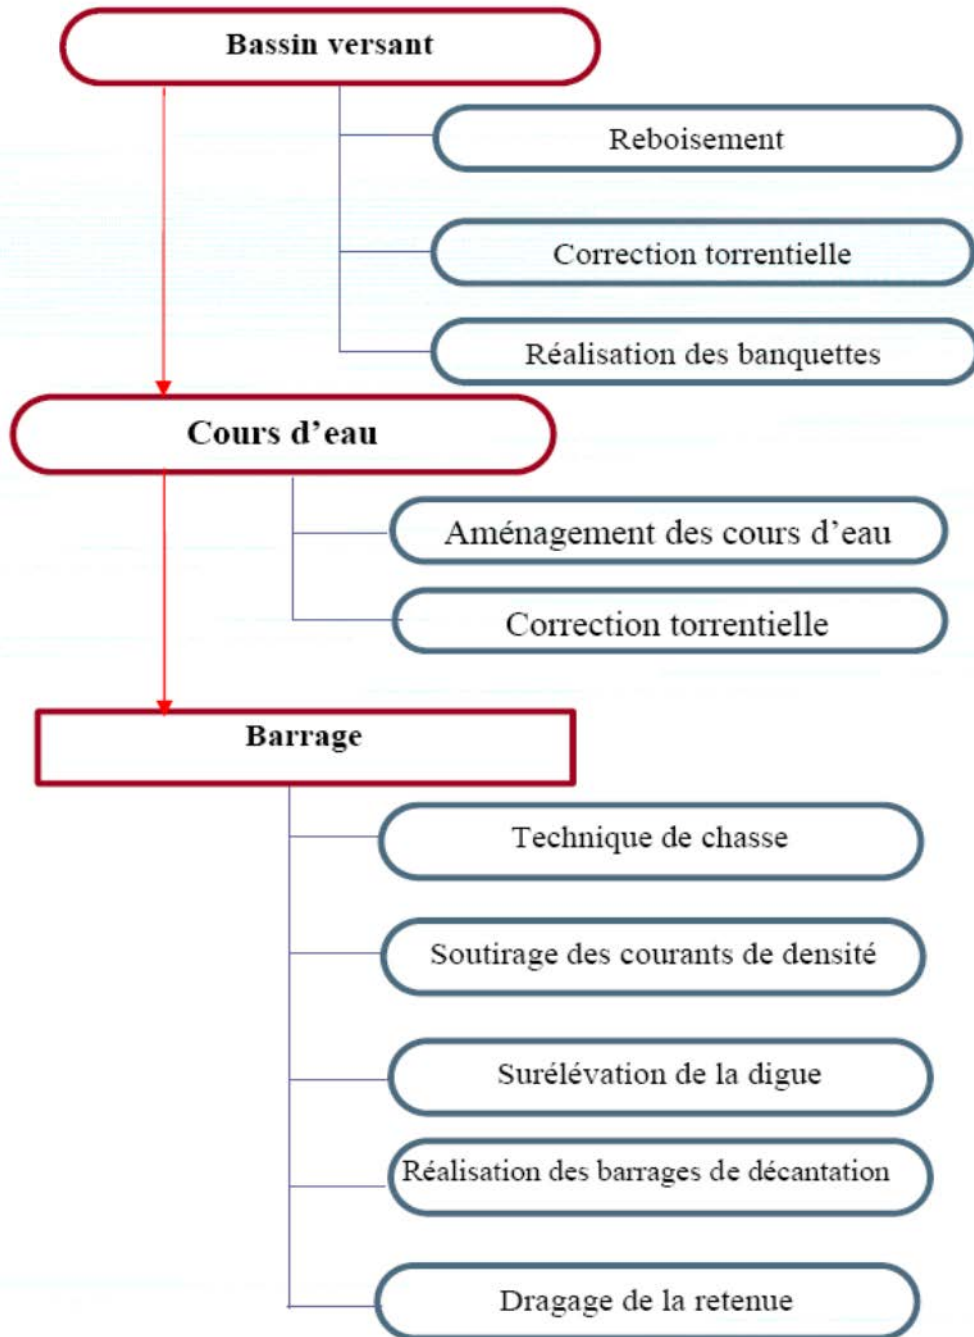 Bassin versant
Reboisement
Correction torrentielle
Réalisation des banquettes
Cours d’eau
Aménagement des cours d’eau
Correction torrentielle
Barrage
Technique de chasse
Soutirage des courants de densité
Surélévation de la digue
Réalisation des barrages de décantation
Dragage de la retenue